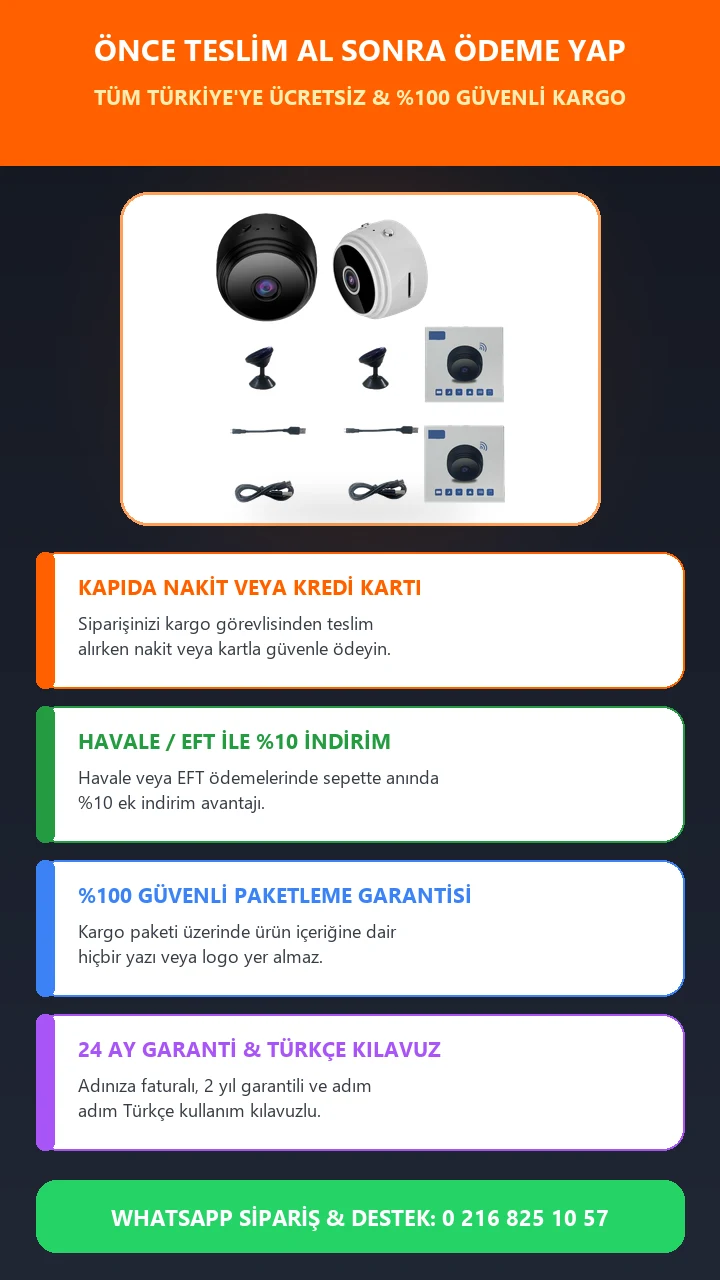 ÖNCE TESLİM AL SONRA ÖDEME YAP
TÜM TÜRKİYE'YE ÜCRETSİZ & %100 GÜVENLİ KARGO
KAPIDA NAKİT VEYA KREDİ KARTI
Siparişinizi kargo görevlisinden teslim
alırken nakit veya kartla güvenle ödeyin.
HAVALE / EFT İLE %10 İNDİRİM
Havale veya EFT ödemelerinde sepette anında
%10 ek indirim avantajı.
%100 GÜVENLİ PAKETLEME GARANTİSİ
Kargo paketi üzerinde ürün içeriğine dair
hiçbir yazı veya logo yer almaz.
24 AY GARANTİ & TÜRKÇE KILAVUZ
Adınıza faturalı, 2 yıl garantili ve adım
adım Türkçe kullanım kılavuzlu.
WHATSAPP SİPARİŞ & DESTEK: 0 216 825 10 57